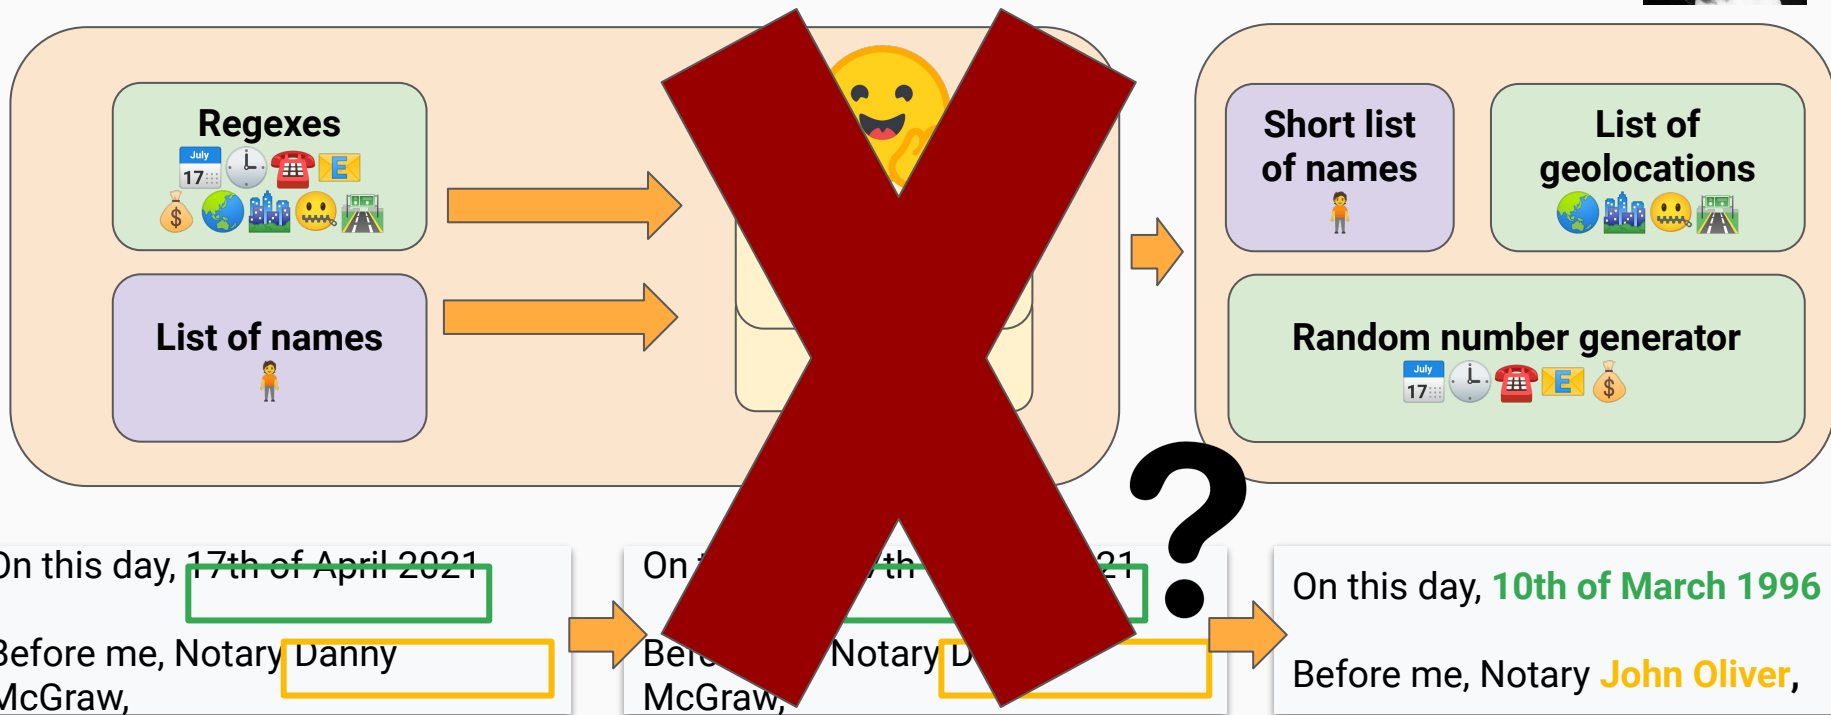 Regexes
July
17
E
$
List of names
Short list
of names
List of
geolocations
Random number generator
July
17
E
$
?
On this day, 17th of April 2021
Before me, Notary Danny
McGraw,
On 7th 21
Notary D
McGraw,
On this day, 10th of March 1996
Before me, Notary John Oliver,